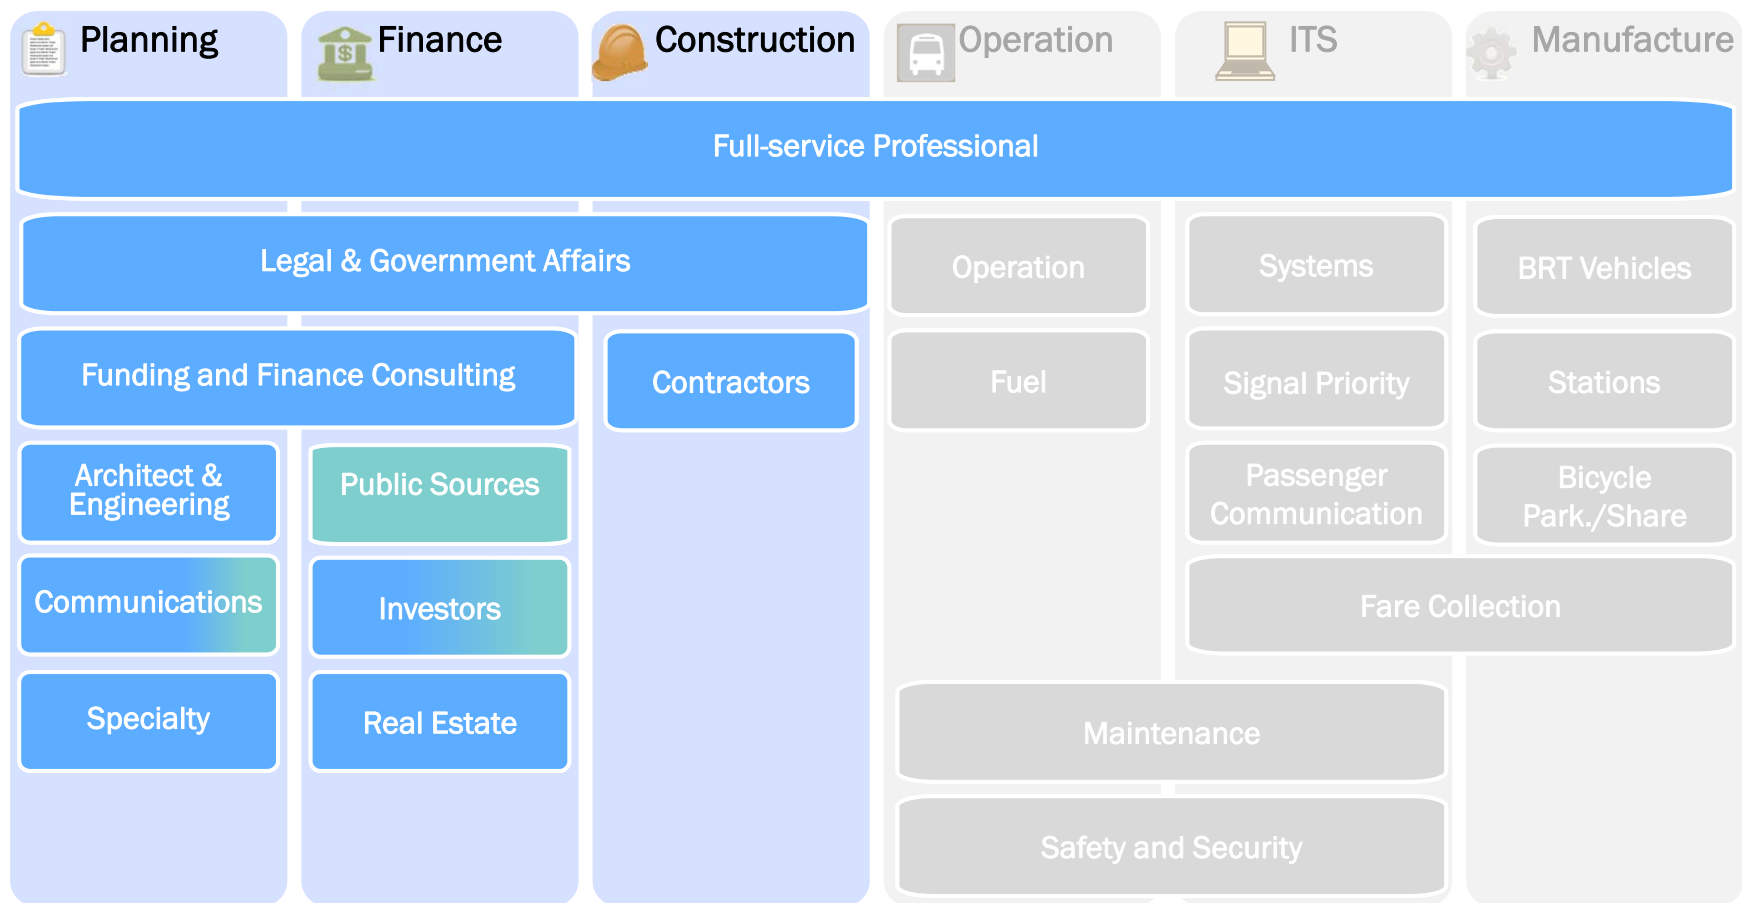 Planning
Finance
Construction
Operation
ITS
Manufacture
Full-service Professional
Legal & Government Affairs
Operation
Systems
BRT Vehicles
Funding and Finance Consulting
Contractors
Fuel
Signal Priority
Stations
Architect &
Engineering
Public Sources
Passenger
Communication
Bicycle
Park./Share
Communications
Investors
Fare Collection
Specialty
Real Estate
Maintenance
Safety and Security